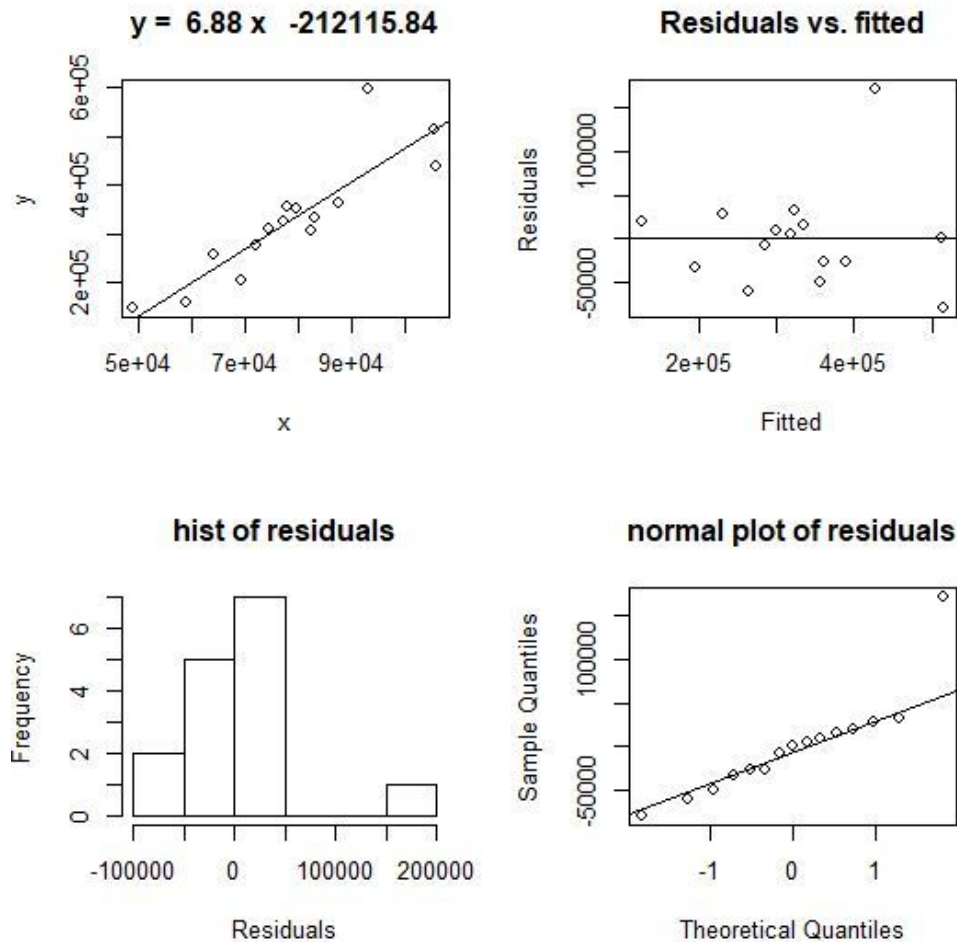 y = 6.88 x -212115.84
6e+05
4e+05
2e+05
y
5e+04 7e+04 9e+04
x
Residuals vs. fitted
100000
-50000
Residuals
2e+05 4e+05
Fitted
hist of residuals
6
4
2
0
Frequency
-100000 0 100000 200000
Residuals
normal plot of residuals
100000
-50000
Sample Quantiles
-1 0 1
Theoretical Quantiles